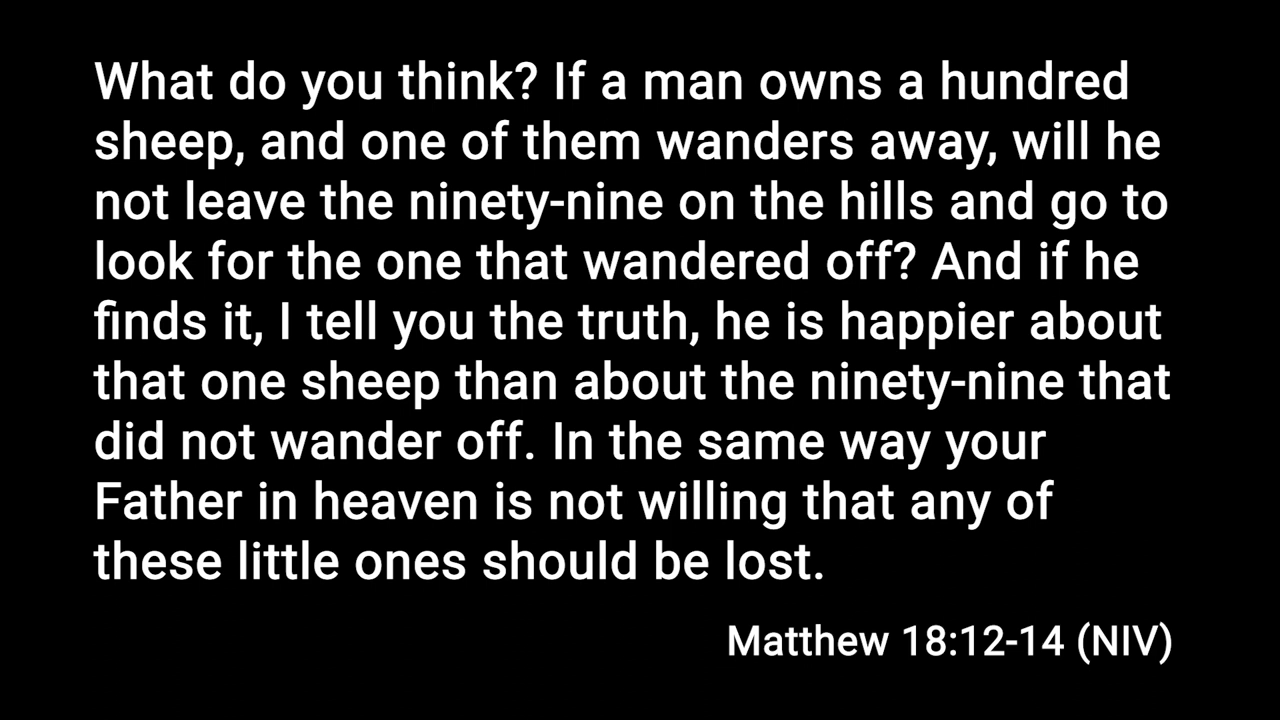 What do you think? If a man owns a hundred
sheep, and one of them wanders away, will he
not leave the ninety-nine on the hills and go to
look for the one that wandered off? And if he
finds it, I tell you the truth, he is happier about
that one sheep than about the ninety-nine that
did not wander off. In the same way your
Father in heaven is not willing that any of
these little ones should be lost.
Matthew 18:12-14 (NIV)